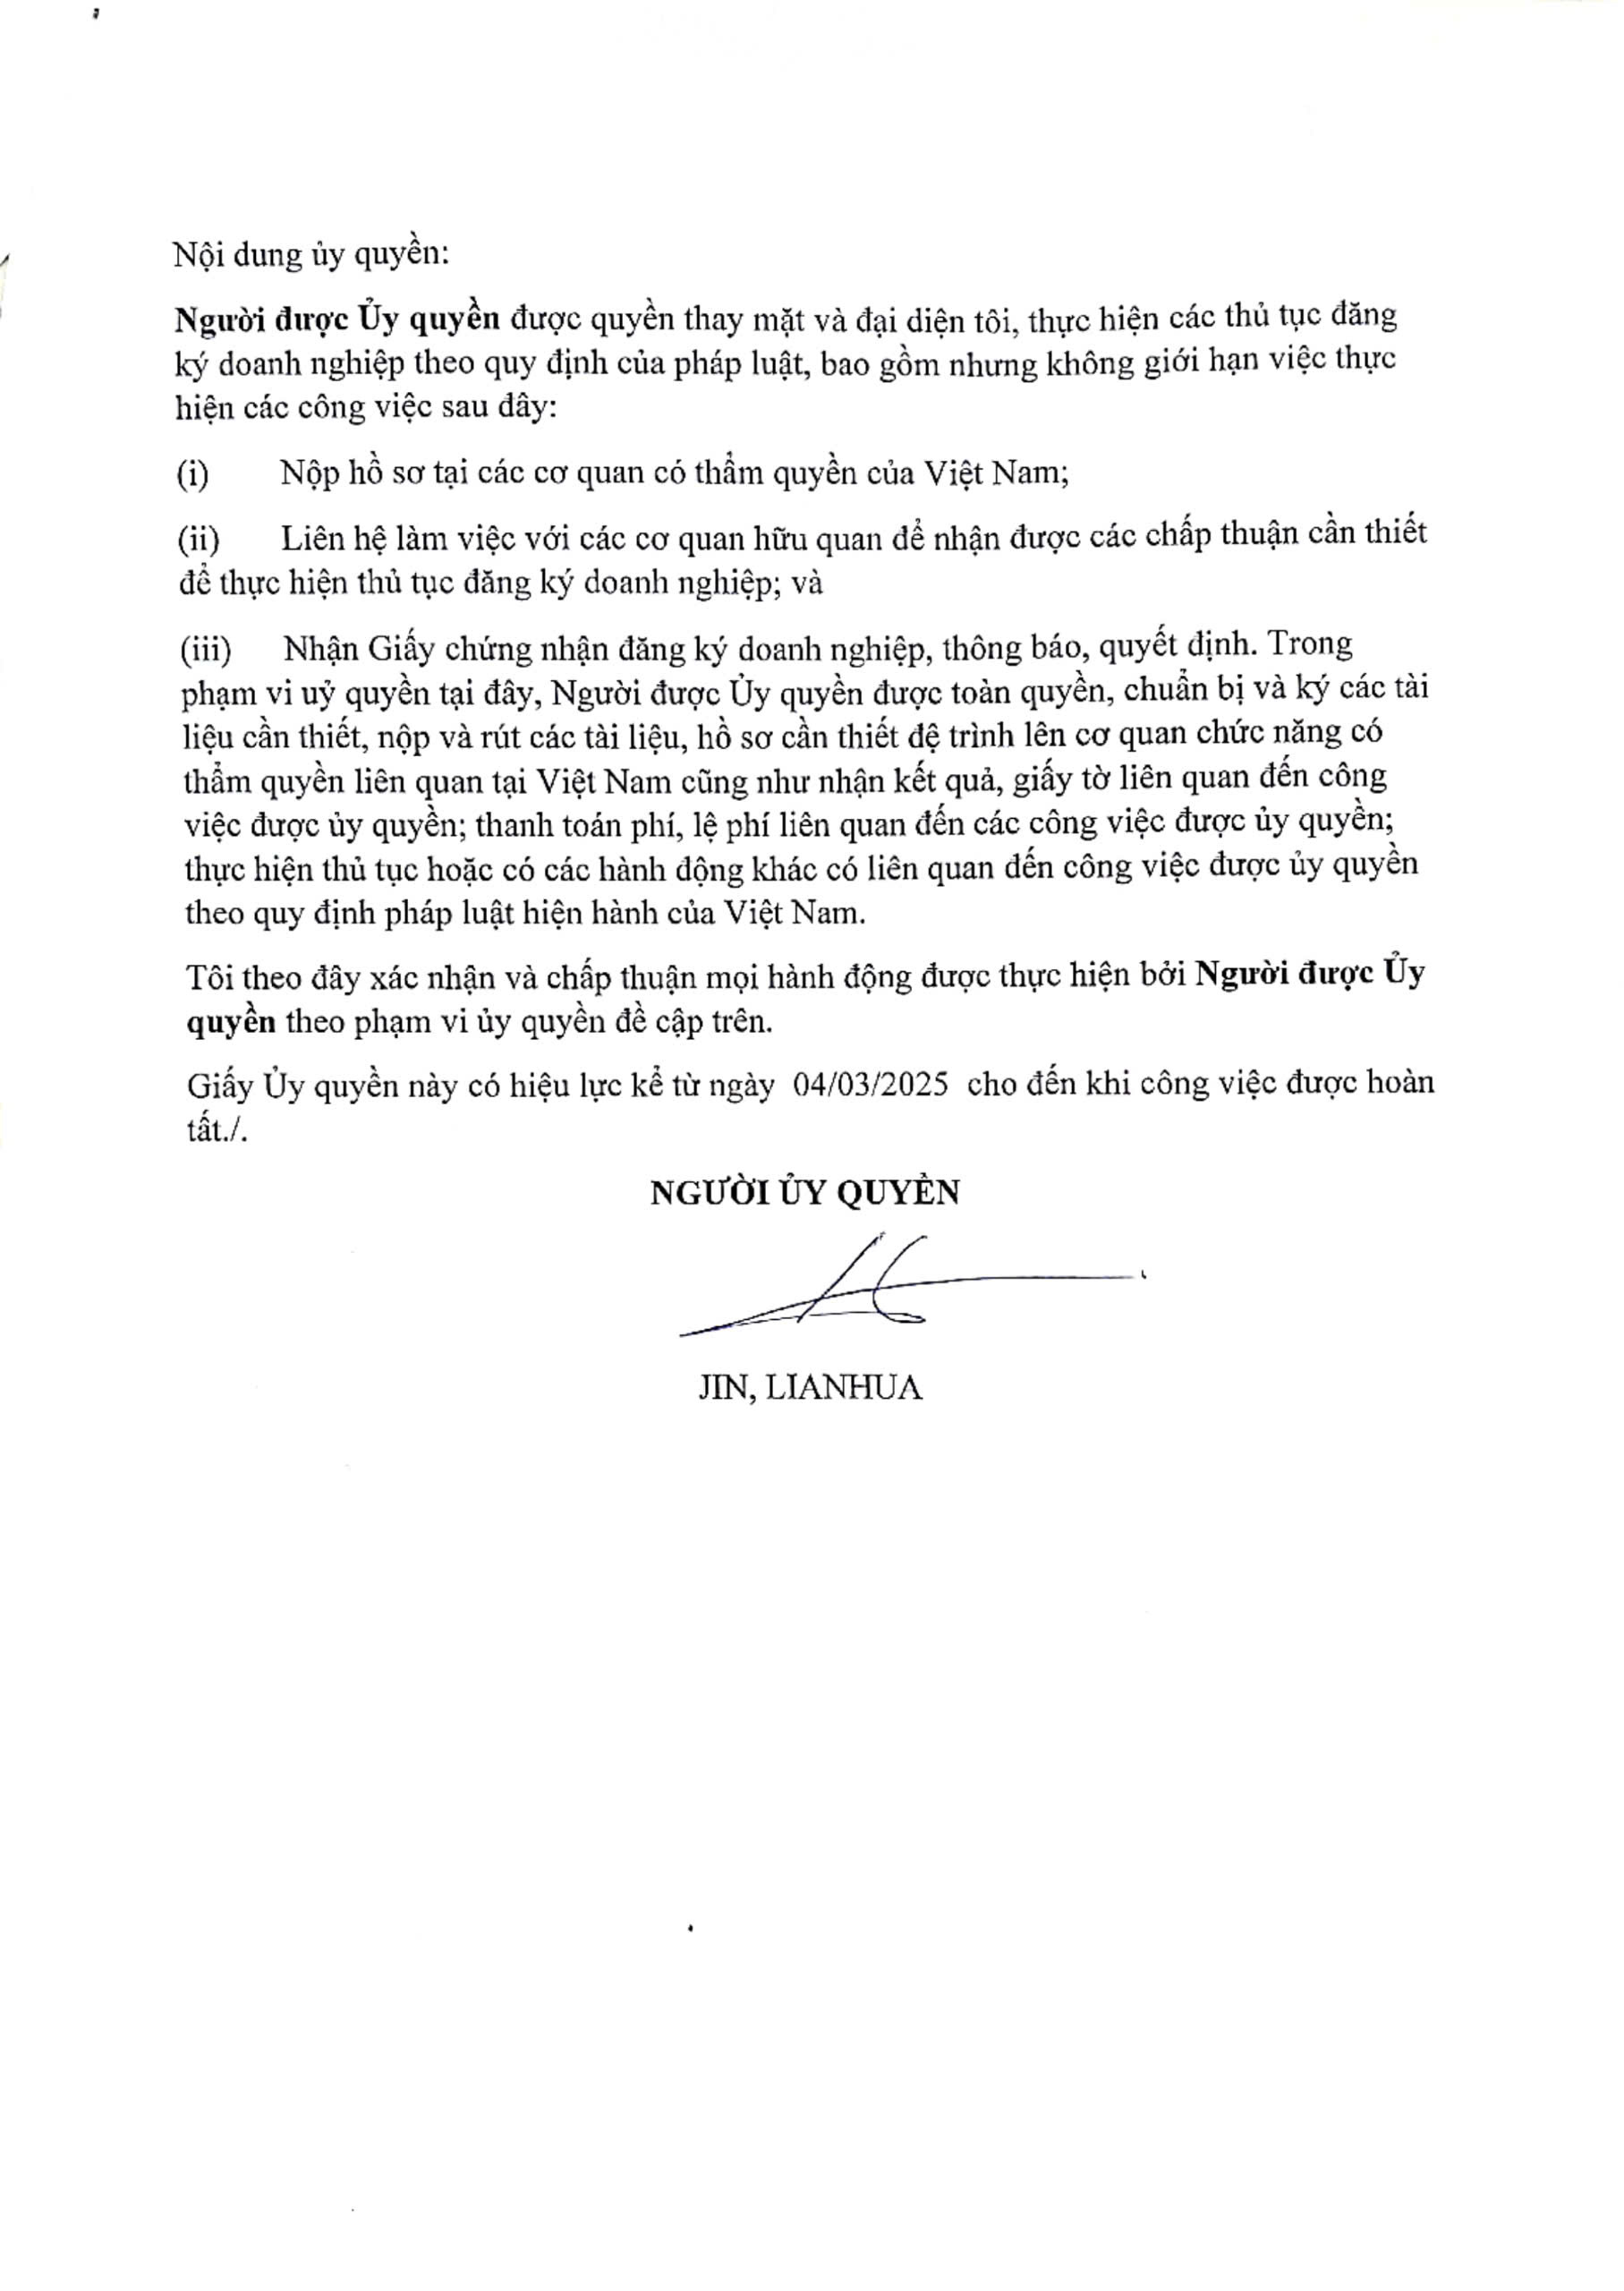 Nội dung ủy quyền:
Người được Ủy quyền được quyền thay mặt và đại diện tôi, thực hiện các thủ tục đăng
ký doanh nghiệp theo quy định của pháp luật, bao gồm nhưng không giới hạn việc thực
hiện các công việc sau đây:
(i) Nộp hồ sơ tại các cơ quan có thẩm quyền của Việt Nam;
(ii) Liên hệ làm việc với các cơ quan hữu quan để nhận được các chấp thuận cần thiết
để thực hiện thủ tục đăng ký doanh nghiệp; và
(iii) Nhận Giấy chứng nhận đăng ký doanh nghiệp, thông báo, quyết định. Trong
phạm vi uỷ quyền tại đây, Người được Ủy quyền được toàn quyền, chuẩn bị và ký các tài
liệu cần thiết, nộp và rút các tài liệu, hồ sơ cần thiết đệ trình lên cơ quan chức năng có
thẩm quyền liên quan tại Việt Nam cũng như nhận kết quả, giấy tờ liên quan đến công
việc được ủy quyền; thanh toán phí, lệ phí liên quan đến các công việc được ủy quyền;
thực hiện thủ tục hoặc có các hành động khác có liên quan đến công việc được ủy quyền
theo quy định pháp luật hiện hành của Việt Nam.
Tôi theo đây xác nhận và chấp thuận mọi hành động được thực hiện bởi Người được Ủy
quyền theo phạm vi ủy quyền đề cập trên.
Giấy Ủy quyền này có hiệu lực kể từ ngày 04/03/2025 cho đến khi công việc được hoàn
tất./.
NGƯỜI ỦY QUYỀN
JIN, LIANHUA